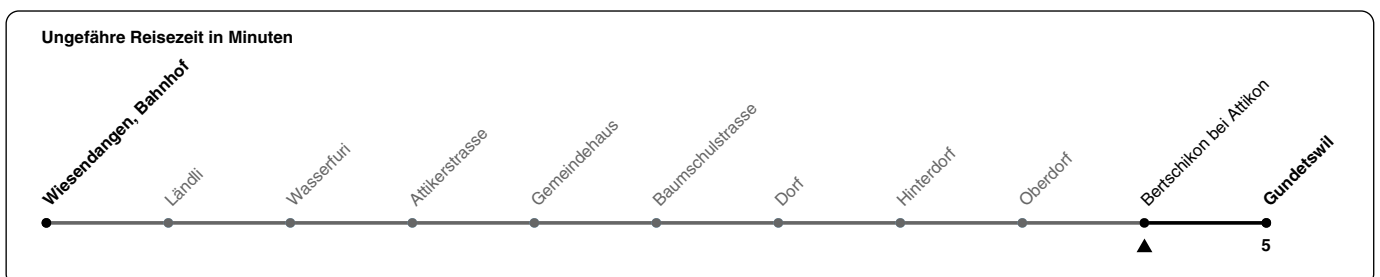 Ungefähre Reisezeit in Minuten
Wiesendangen, Bahnhof
Ländli
Wasserfuri
Attikerstrasse
Gemeindehaus
Baumschulstrasse
Dorf
Hinterdorf
Oberdorf
Bertschikon bei Attikon
Gundetswil
5